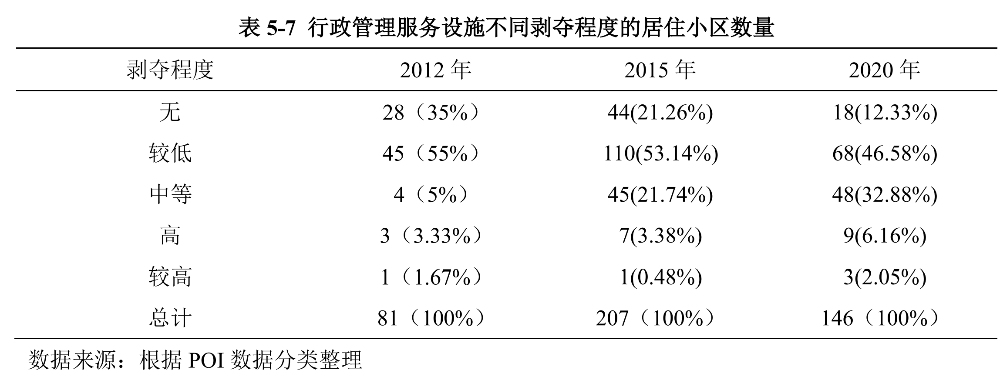 表 5-7 行政管理服务设施不同剥夺程度的居住小区数量
剥夺程度 2012 年 2015 年 2020 年
无 28（35%） 44(21.26%) 18(12.33%)
较低 45（55%） 110(53.14%) 68(46.58%)
中等 4（5%） 45(21.74%) 48(32.88%)
高 3（3.33%） 7(3.38%) 9(6.16%)
较高 1（1.67%） 1(0.48%) 3(2.05%)
总计 81（100%） 207（100%） 146（100%）
数据来源：根据 POI 数据分类整理